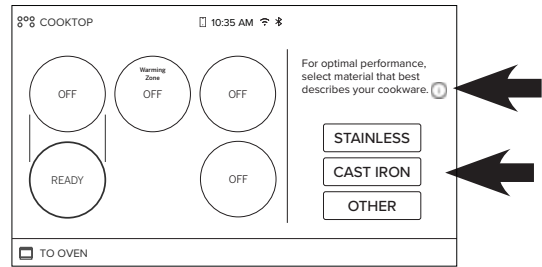 COOKTOP
10:35 AM
Warming
Zone
OFF
OFF
OFF
READY
OFF
For optimal performance,
select material that best
describes your cookware. i
STAINLESS
CAST IRON
OTHER
TO OVEN